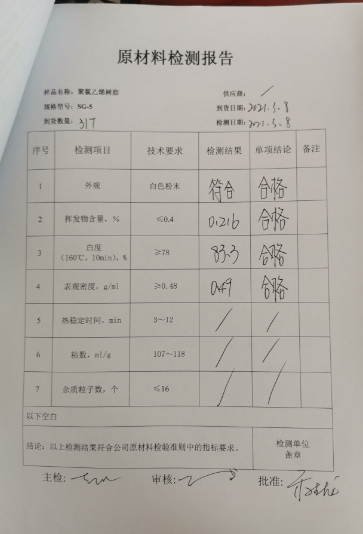 原材料检测报告
样品名称：聚氯乙烯树脂 供应商： /
规格型号：SG-5 到货日期：2021.3.8
到货数量：31T 检测日期：2021.3.8
序号 检测项目 技术要求 检测结果 单项结论 备注
1 外观 白色粉末 符合 合格
2 挥发物含量，% ≤0.4 0.216 合格
3 白度（160℃，10min），% ≥78 83.3 合格
4 表观密度，g/ml ≥0.48 0.49 合格
5 热稳定时间，min 3～12 / /
6 粘数，ml/g 107～118 / /
7 杂质粒子数，个 ≤16 / /
以下空白
结论：以上检测结果符合公司原材料检验准则中的指标要求。 检测单位
盖章
主检: 审核: 批准: